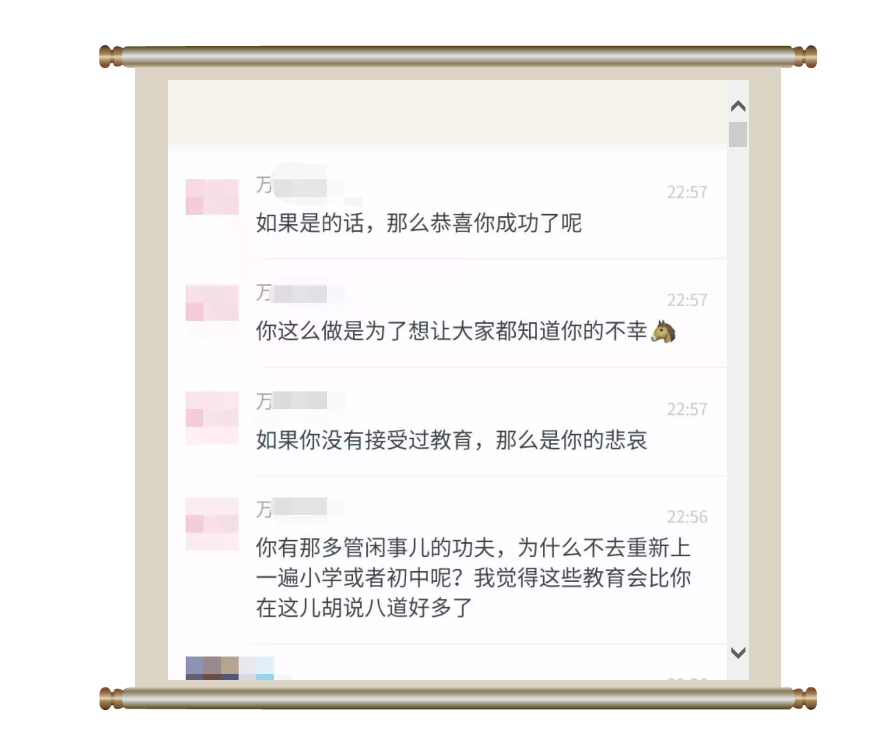 万
22:57
如果是的话，那么恭喜你成功了呢
万
22:57
你这么做是为了想让大家都知道你的不幸🐴
万
22:57
如果你没有接受过教育，那么是你的悲哀
万
22:56
你有那多管闲事儿的功夫，为什么不去重新上
一遍小学或者初中呢？我觉得这些教育会比你
在这儿胡说八道好多了